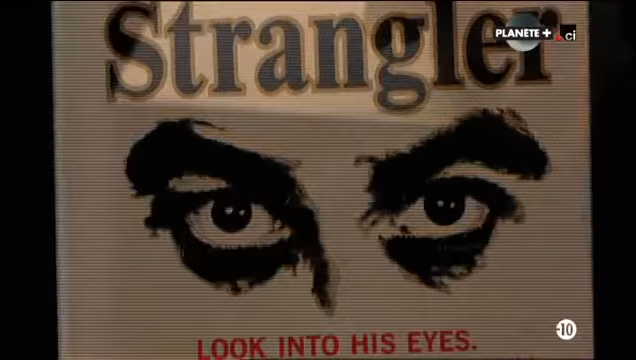 Strangler
PLANETE +
ci
LOOK INTO HIS EYES.
-10